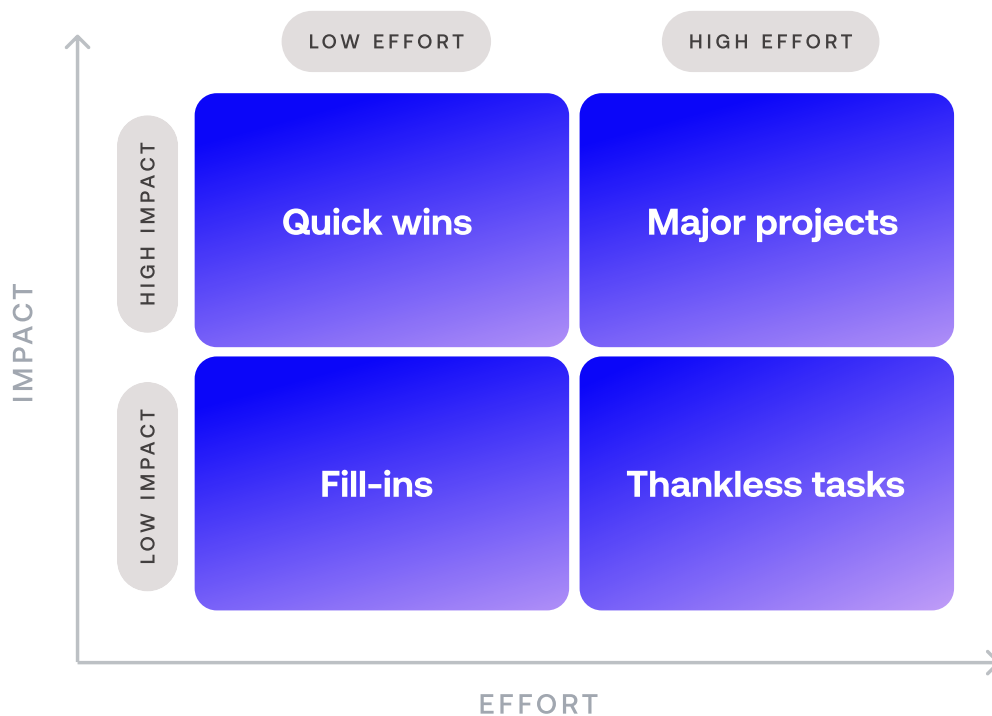 LOW EFFORT
HIGH EFFORT
HIGH IMPACT
Quick wins
Major projects
IMPACT
LOW IMPACT
Fill-ins
Thankless tasks
EFFORT